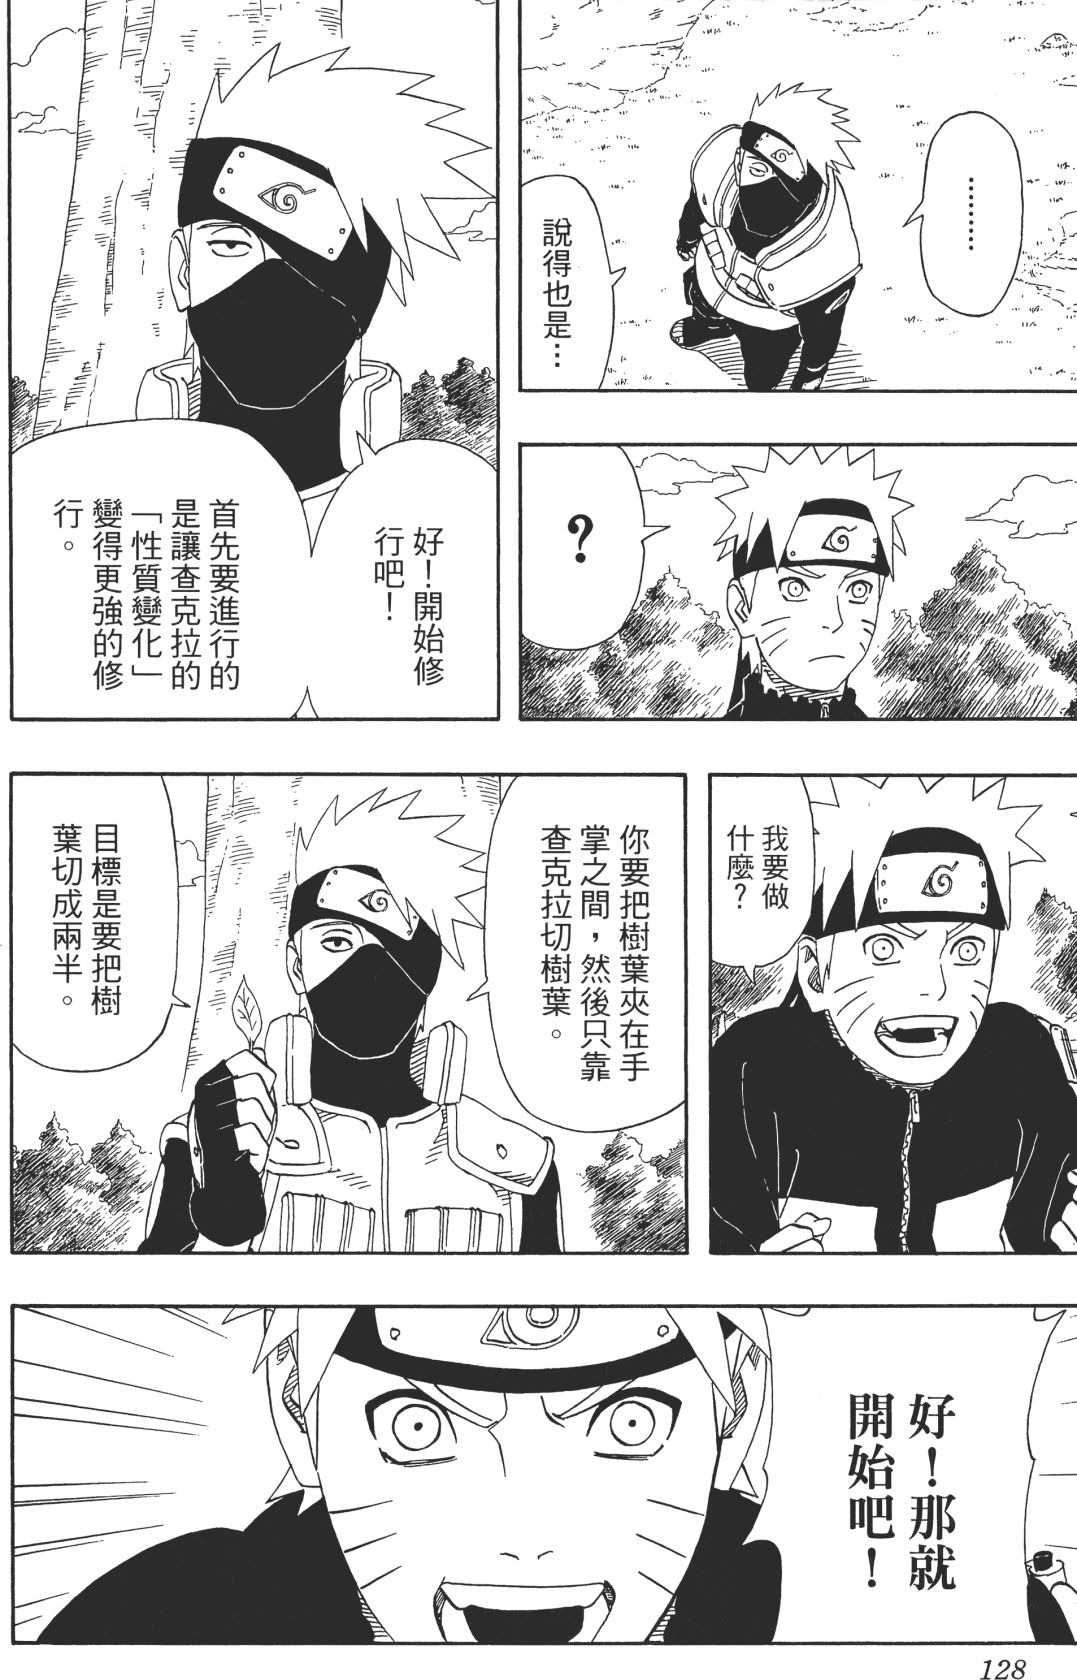 ………
說得也是…
？
好！開始修
行吧！
首先要進行的
是讓查克拉的
「性質變化」
變得更強的修
行。
我要做
什麼？
你要把樹葉夾在手
掌之間，然後只靠
查克拉切樹葉。
目標是要把樹
葉切成兩半。
好！那就
開始吧！
128